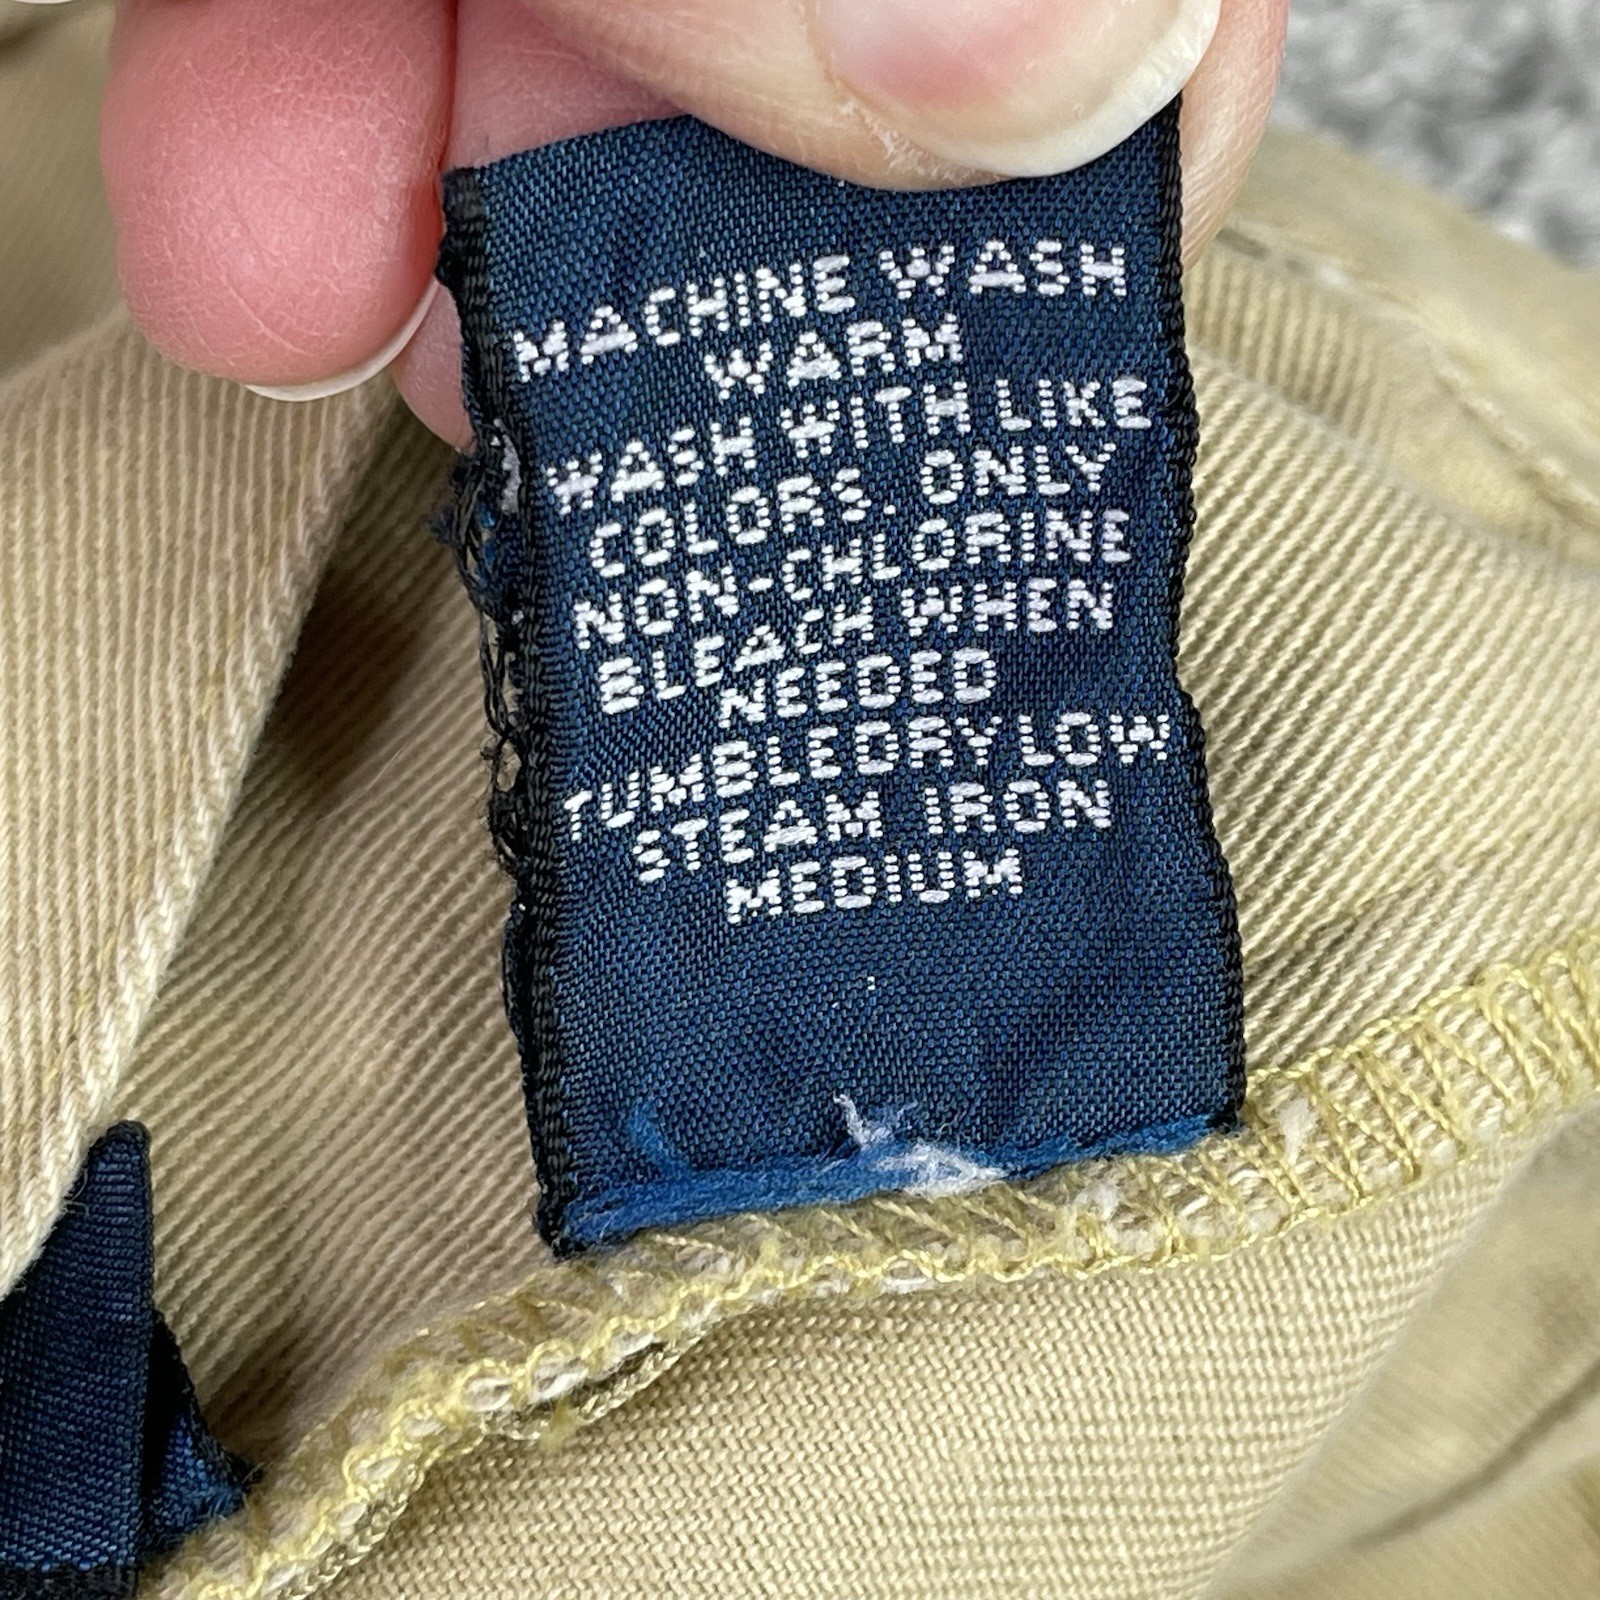 MACHINE WASH
WARM
WASH WITH LIKE
COLORS. ONLY
NON-CHLORINE
BLEACH WHEN
NEEDED
TUMBLE DRY LOW
STEAM IRON
MEDIUM